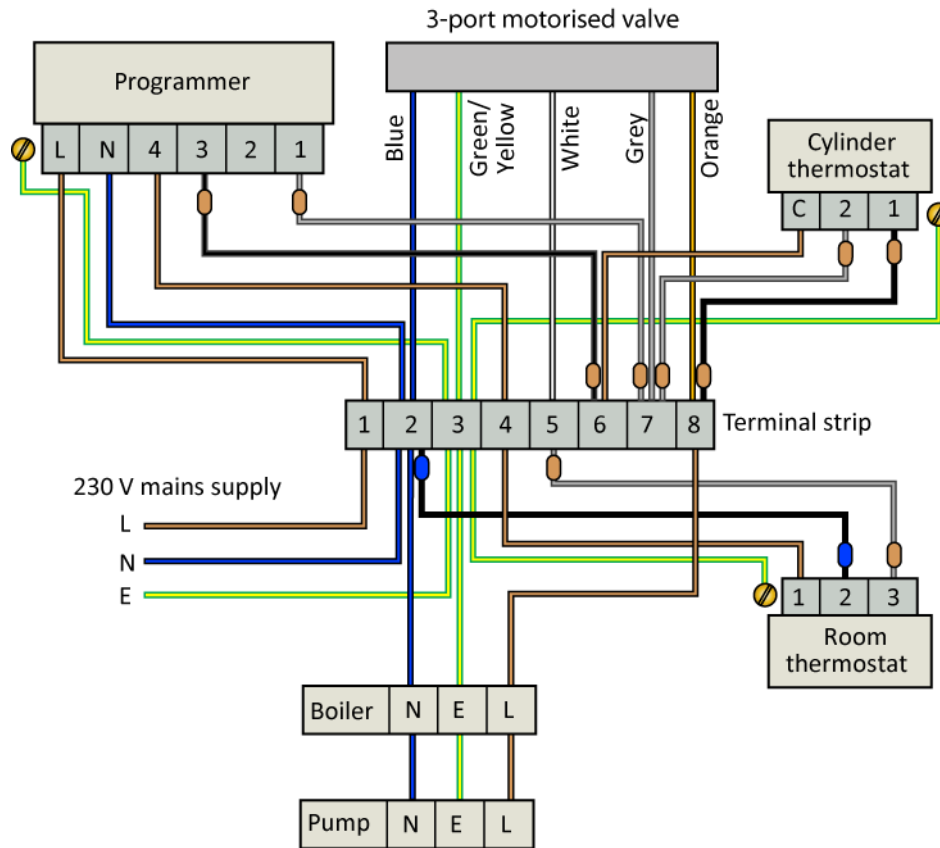 3-port motorised valve
Programmer
L N 4 3 2 1
Blue
Green/
Yellow
White
Grey
Orange
Cylinder
thermostat
C 2 1
1 2 3 4 5 6 7 8
Terminal strip
230 V mains supply
L
N
E
1 2 3
Room
thermostat
Boiler N E L
Pump N E L